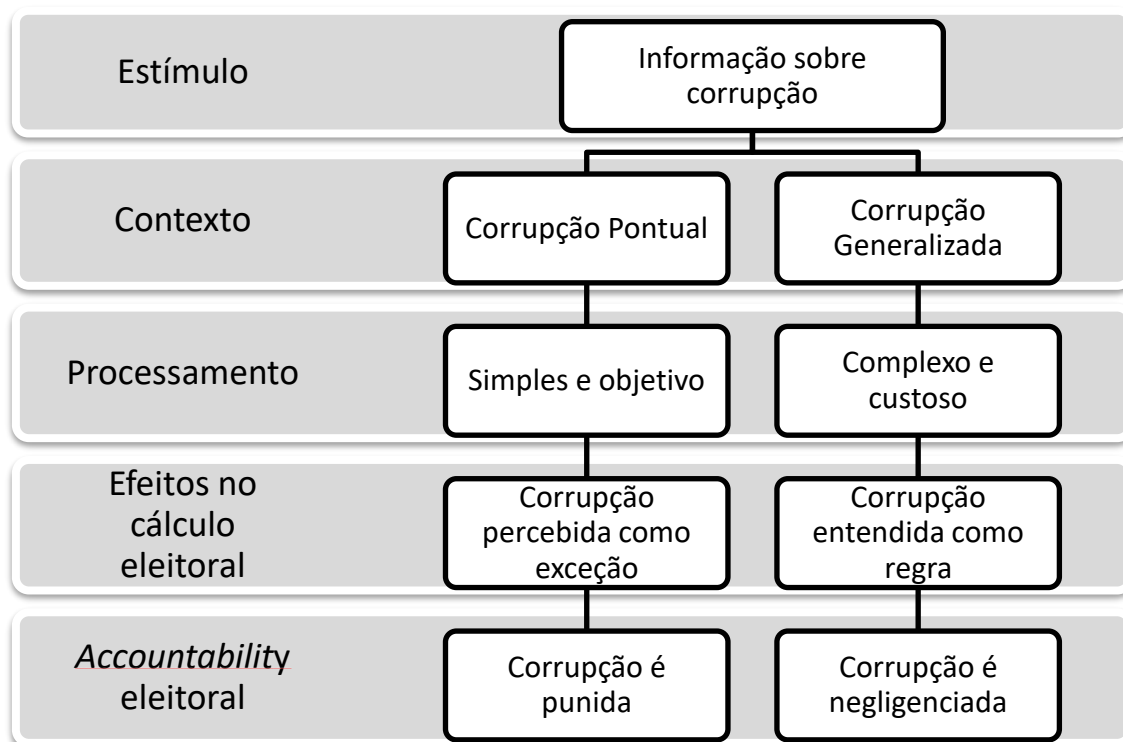 Estímulo
Informação sobre
corrupção
Contexto
Corrupção Pontual
Corrupção
Generalizada
Processamento
Simples e objetivo
Complexo e
custoso
Efeitos no
cálculo
eleitoral
Corrupção
percebida como
exceção
Corrupção
entendida como
regra
Accountability
eleitoral
Corrupção é
punida
Corrupção é
negligenciada